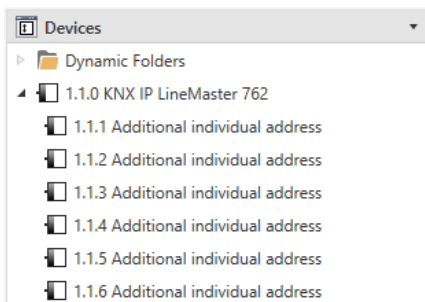 Devices
Dynamic Folders
1.1.0 KNX IP LineMaster 762
1.1.1 Additional individual address
1.1.2 Additional individual address
1.1.3 Additional individual address
1.1.4 Additional individual address
1.1.5 Additional individual address
1.1.6 Additional individual address